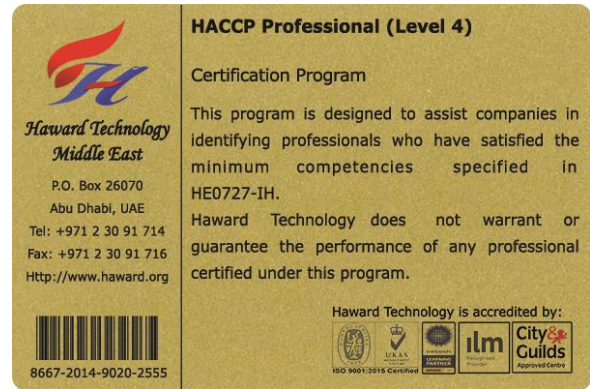 H
Haward Technology
Middle East
P.O. Box 26070
Abu Dhabi, UAE
Tel: +971 2 30 91 714
Fax: +971 2 30 91 716
Http://www.haward.org
8667-2014-9020-2555
HACCP Professional (Level 4)
Certification Program
This program is designed to assist companies in
identifying professionals who have satisfied the
minimum competencies specified in
HE0727-IH.
Haward Technology does not warrant or
guarantee the performance of any professional
certified under this program.
Haward Technology is accredited by:
UKAS
ISO 9001:2015 Certified
LEARNING
PARTNER
ilm
Recognised
Provider
City&
Guilds
Approved Centre